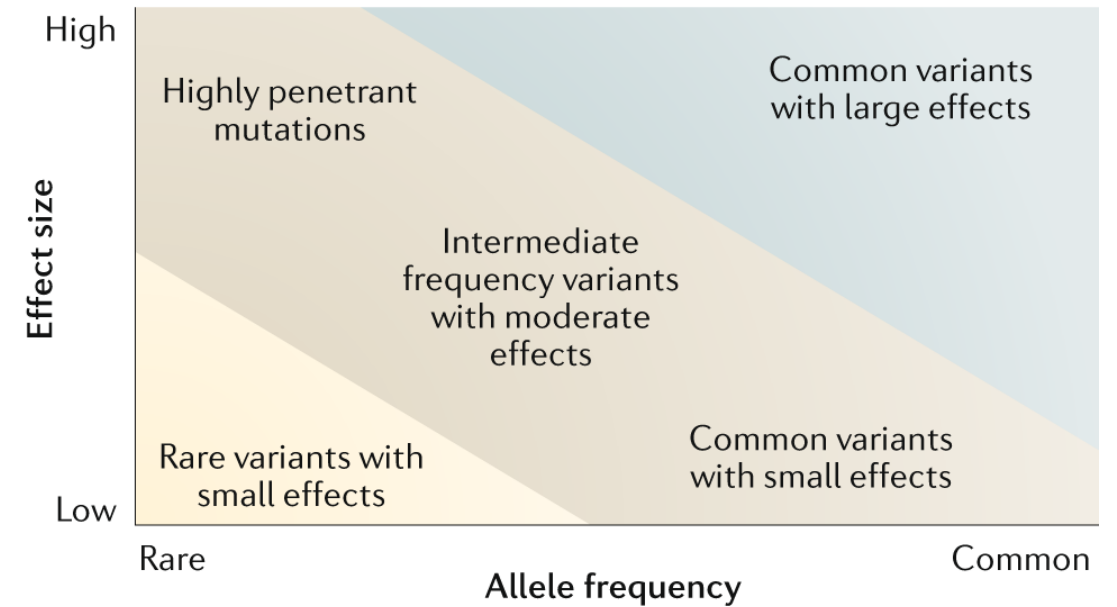 High
Highly penetrant
mutations
Common variants
with large effects
Effect size
Intermediate
frequency variants
with moderate
effects
Rare variants with
small effects
Common variants
with small effects
Low
Rare
Common
Allele frequency